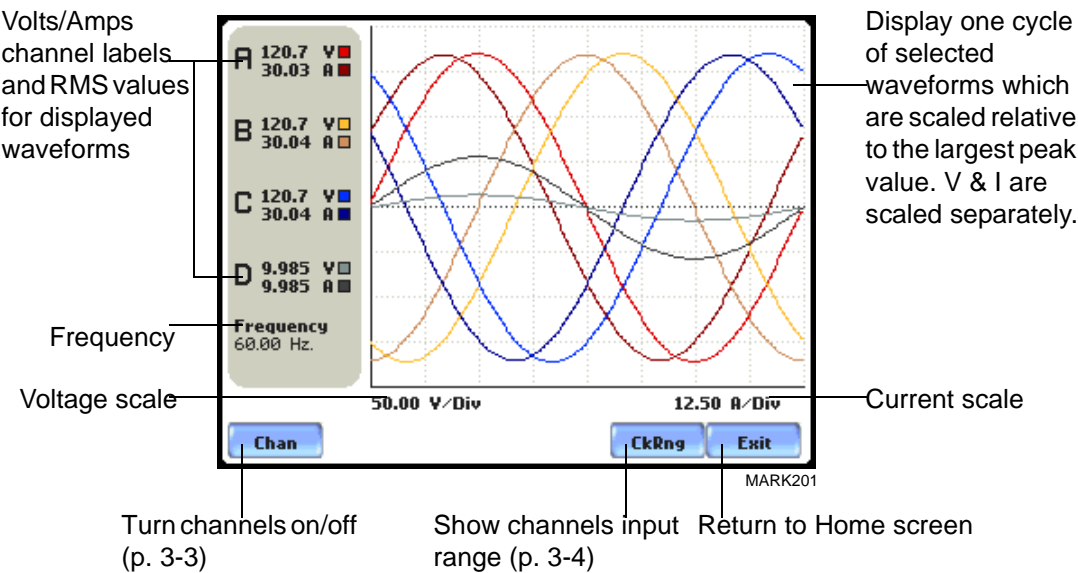 Volts/Amps
channel labels
and RMS values
for displayed
waveforms
Frequency
Voltage scale
A 120.7 V
30.03 A
B 120.7 V
30.04 A
C 120.7 V
30.04 A
D 9.985 V
9.985 A
Frequency
60.00 Hz.
50.00 V/Div
12.50 A/Div
Chan
CkRng
Exit
MARK201
Display one cycle
of selected
waveforms which
are scaled relative
to the largest peak
value. V & I are
scaled separately.
Current scale
Turn channels on/off
(p. 3-3)
Show channels input
range (p. 3-4)
Return to Home screen